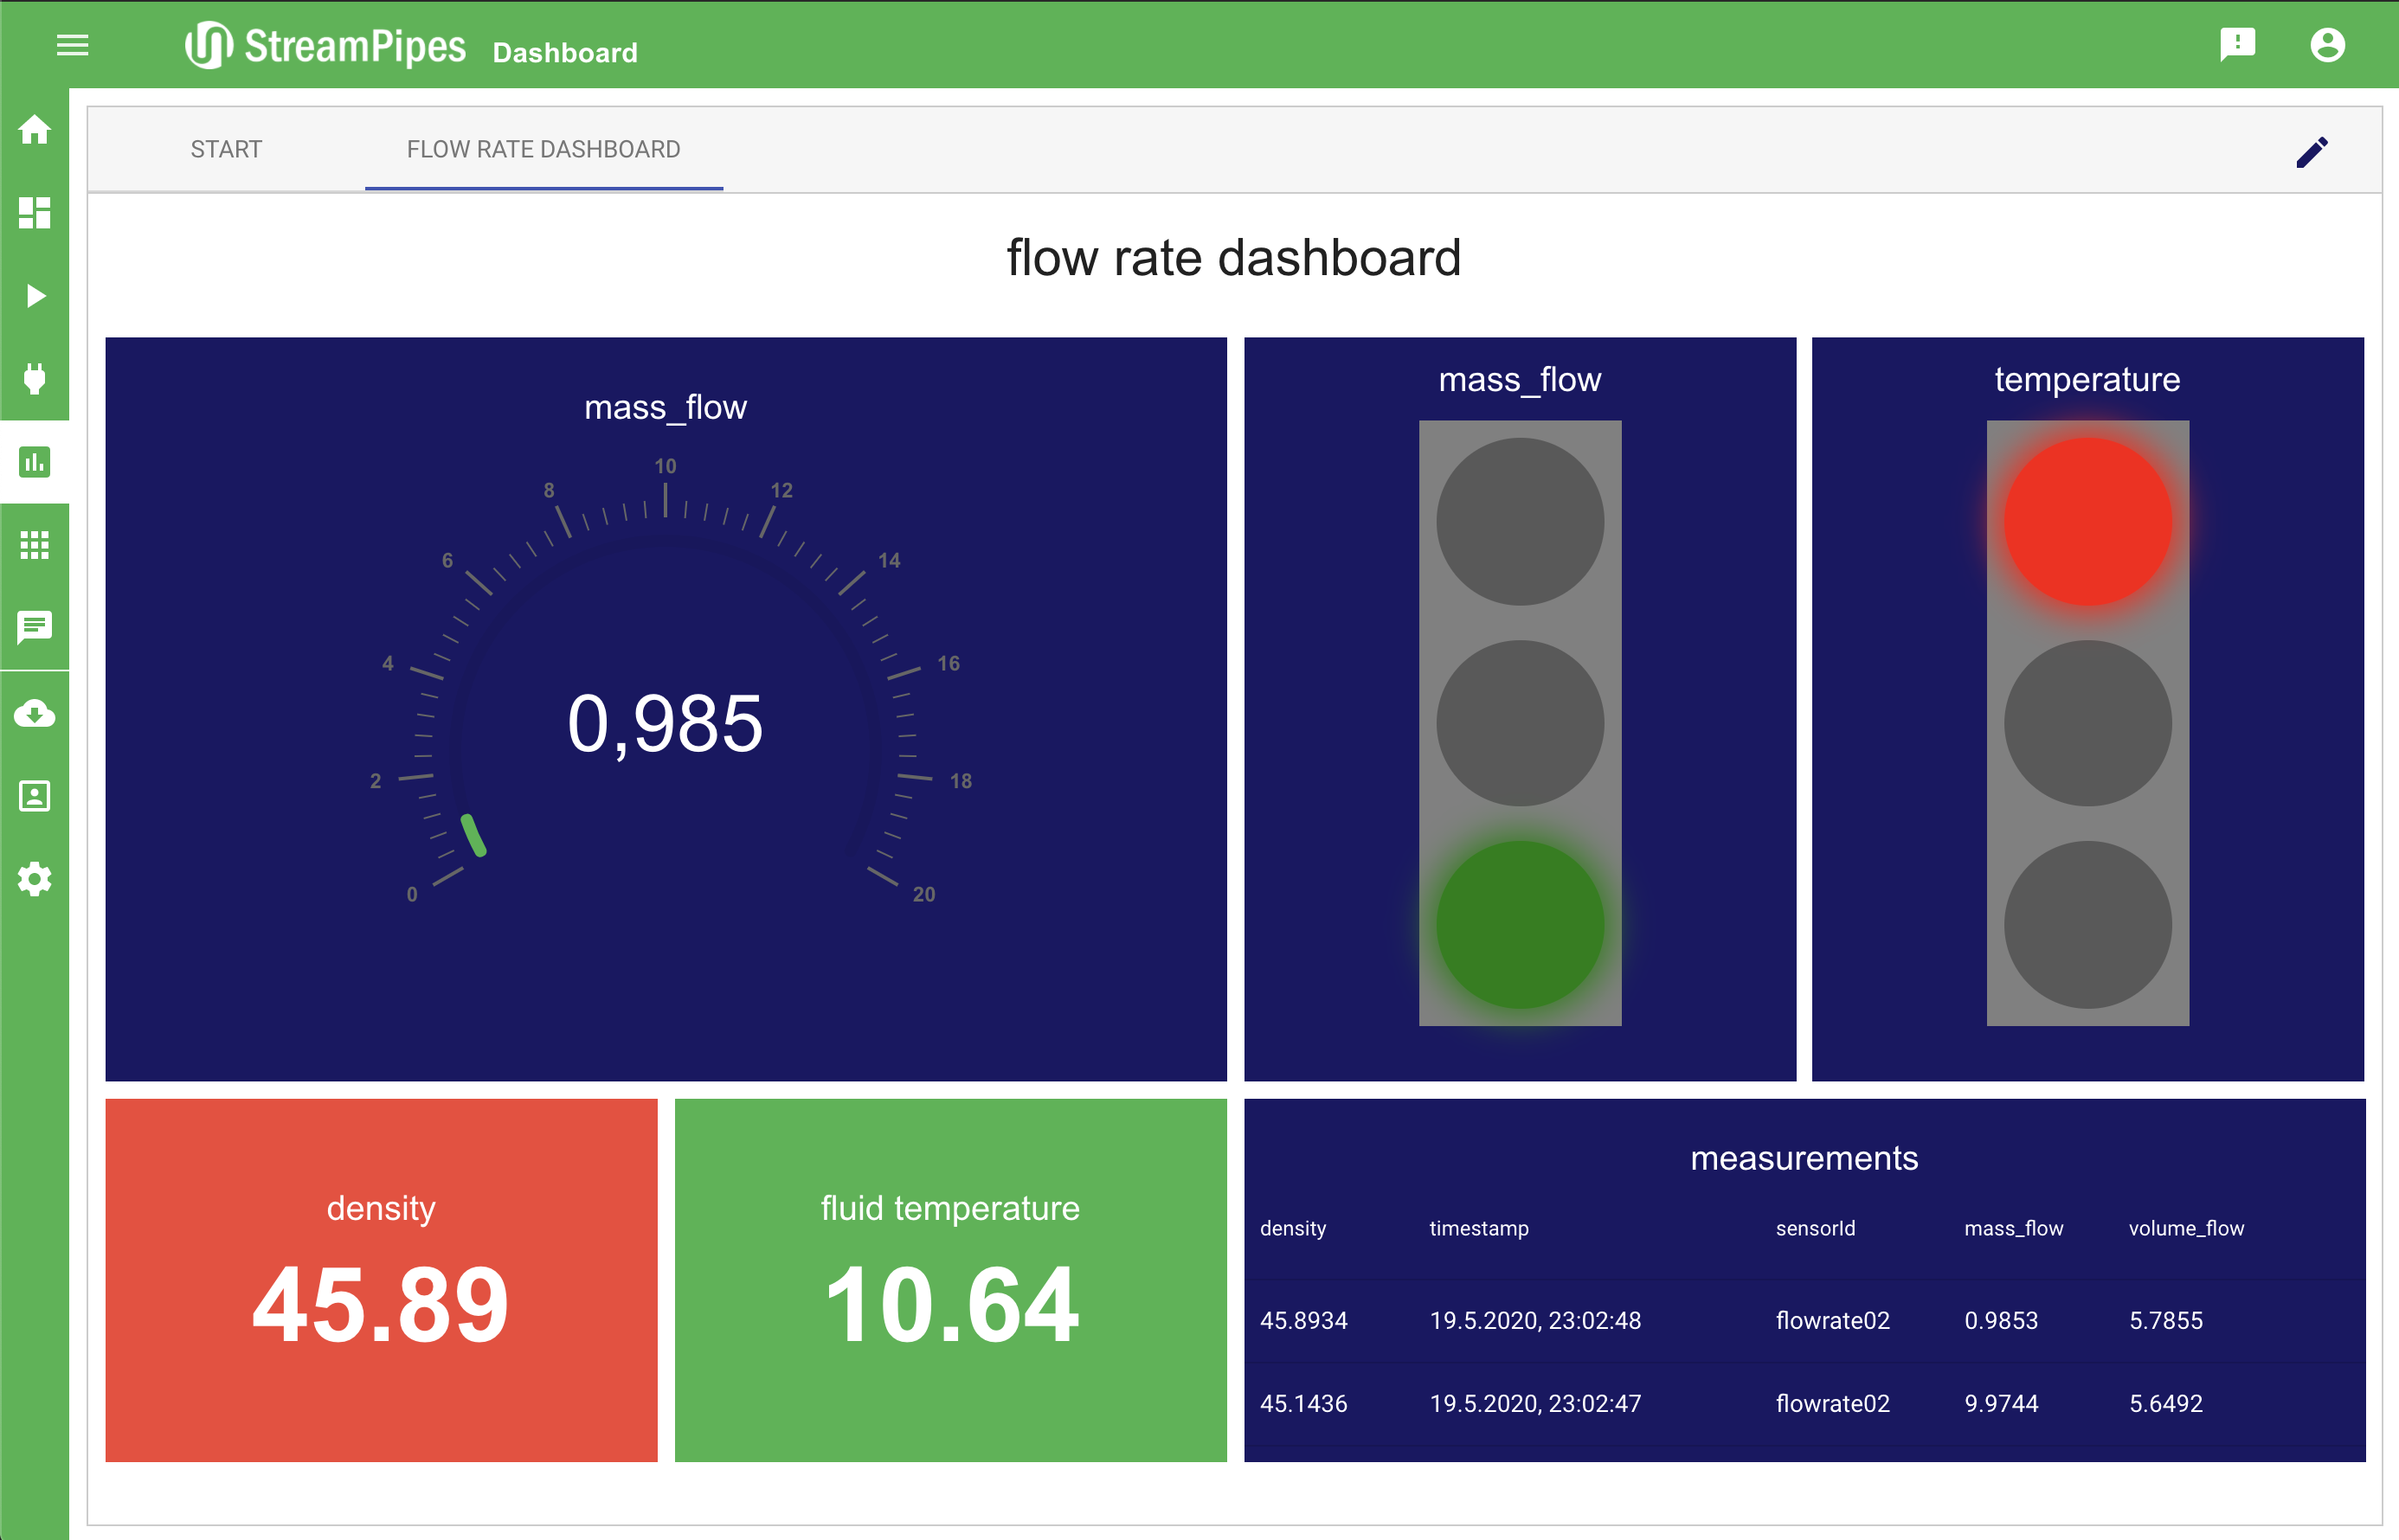 StreamPipes Dashboard
START FLOW RATE DASHBOARD
flow rate dashboard
mass_flow
0
2
4
6
8
10
12
14
16
18
20
0,985
mass_flow
temperature
density
45.89
fluid temperature
10.64
measurements
density timestamp sensorId mass_flow volume_flow
45.8934 19.5.2020, 23:02:48 flowrate02 0.9853 5.7855
45.1436 19.5.2020, 23:02:47 flowrate02 9.9744 5.6492